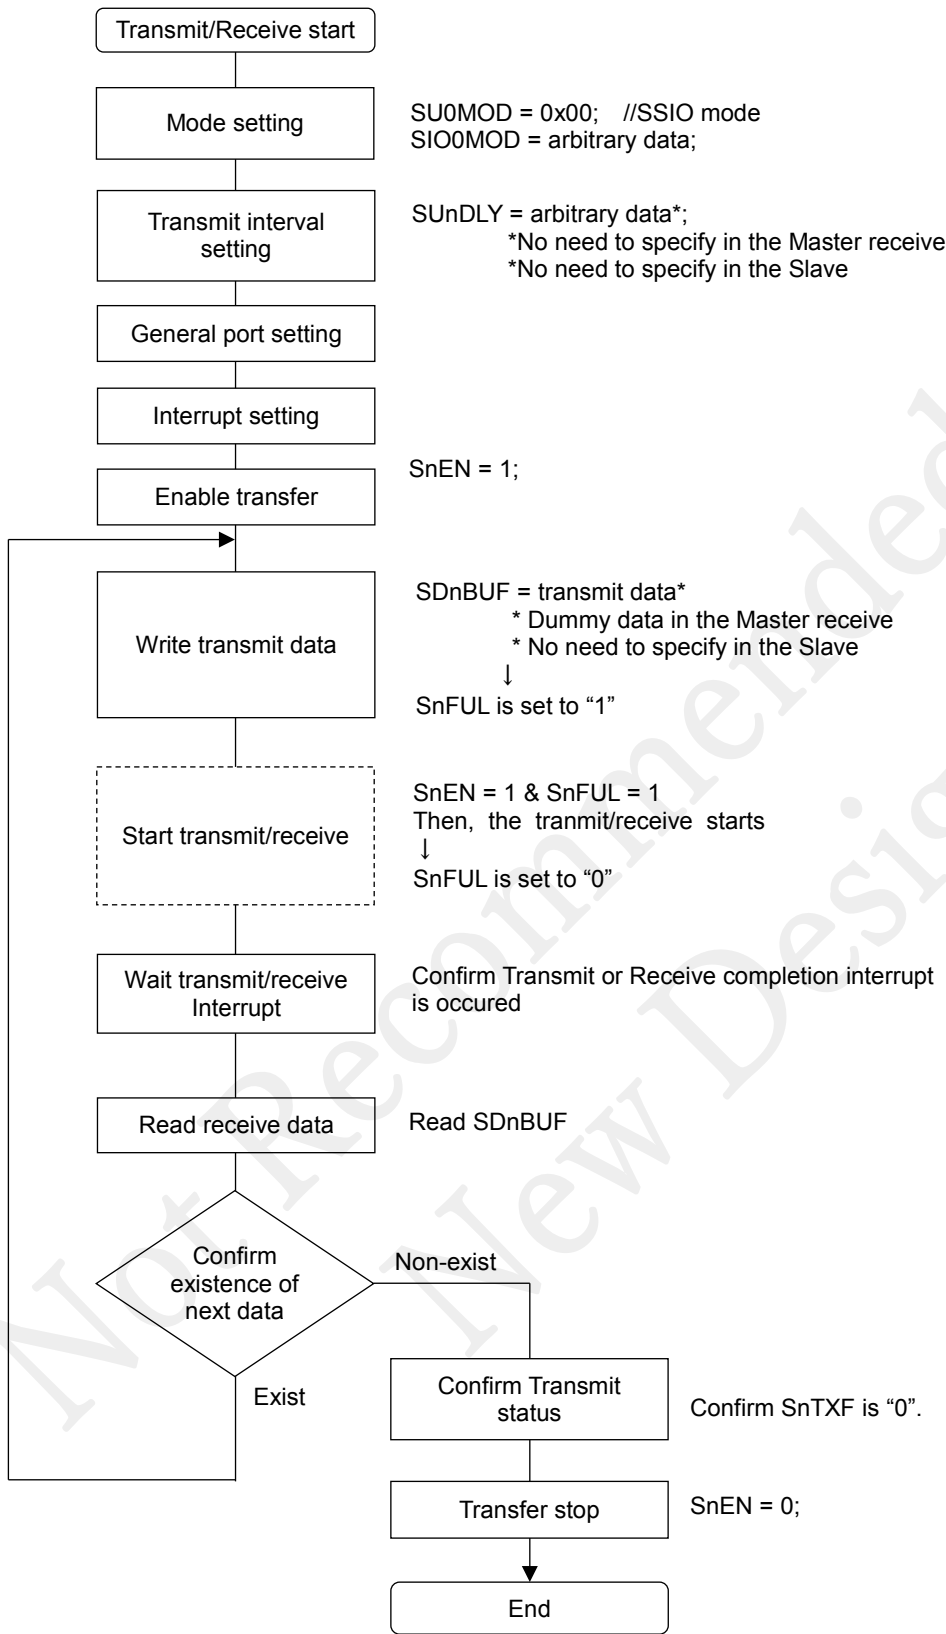 Transmit/Receive start
Mode setting
SU0MOD = 0x00; //SSIO mode
SIO0MOD = arbitrary data;
Transmit interval
setting
SUnDLY = arbitrary data*;
*No need to specify in the Master receive
*No need to specify in the Slave
General port setting
Interrupt setting
Enable transfer
SnEN = 1;
Write transmit data
SDnBUF = transmit data*
* Dummy data in the Master receive
* No need to specify in the Slave
↓
SnFUL is set to “1”
Start transmit/receive
SnEN = 1 & SnFUL = 1
Then, the tranmit/receive starts
↓
SnFUL is set to “0”
Wait transmit/receive
Interrupt
Confirm Transmit or Receive completion interrupt
is occured
Read receive data
Read SDnBUF
Confirm
existence of
next data
Non-exist
Exist
Confirm Transmit
status
Confirm SnTXF is “0”.
Transfer stop
SnEN = 0;
End
Not Recommended
New Desig